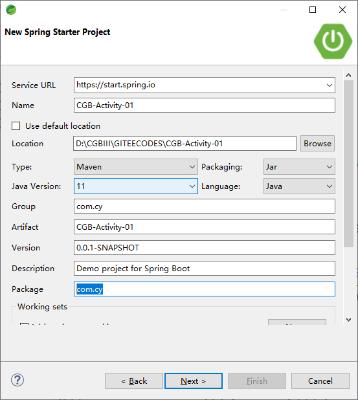 New Spring Starter Project
Service URL https://start.spring.io
Name CGB-Activity-01
Use default location
Location D:\CGBIII\GITEECODES\CGB-Activity-01 Browse
Type: Maven Packaging: Jar
Java Version: 11 Language: Java
Group com.cy
Artifact CGB-Activity-01
Version 0.0.1-SNAPSHOT
Description Demo project for Spring Boot
Package com.cy
Working sets
? < Back Next > Finish Cancel